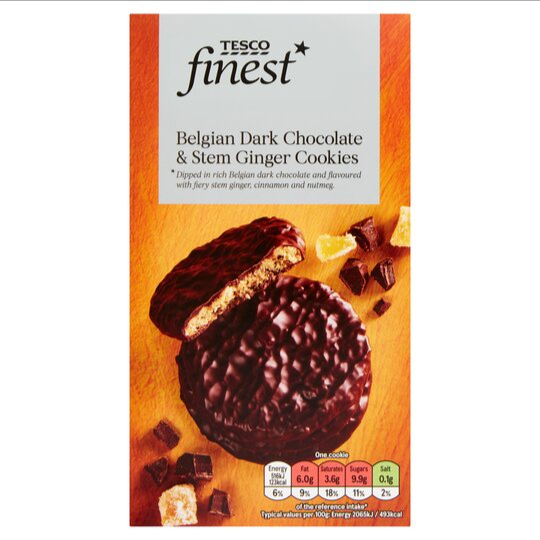 TESCO
finest*
Belgian Dark Chocolate
& Stem Ginger Cookies
*Dipped in rich Belgian dark chocolate and flavoured
with fiery stem ginger, cinnamon and nutmeg.
One cookie
Energy Fat Saturates Sugars Salt
516kJ
123kcal 6.0g 3.6g 9.9g 0.1g
6% 9% 18% 11% 2%
of the reference intake*
Typical values per 100g: Energy 2065kJ / 493kcal